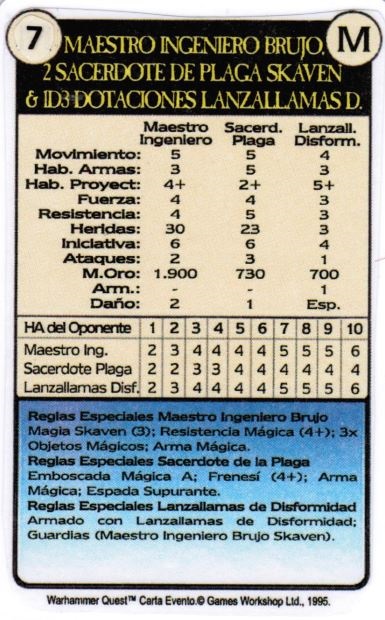 7
MAESTRO INGENIERO BRUJO.
M
2 SACERDOTE DE PLAGA SKAVEN
& 1D3 DOTACIONES LANZALLAMAS D.
Maestro Ingeniero Sacerd. Plaga Lanzall. Disform.
Movimiento: 5 5 4
Hab. Armas: 3 5 3
Hab. Proyect: 4+ 2+ 5+
Fuerza: 4 4 3
Resistencia: 4 5 3
Heridas: 30 23 3
Iniciativa: 6 6 4
Ataques: 2 3 1
M.Oro: 1.900 730 700
Arm.: - - 1
Daño: 2 1 Esp.
HA del Oponente 1 2 3 4 5 6 7 8 9 10
Maestro Ing. 2 3 4 4 4 4 5 5 5 6
Sacerdote Plaga 2 2 3 3 4 4 4 4 4 4
Lanzallamas Disf. 2 3 4 4 4 4 5 5 5 6
Reglas Especiales Maestro Ingeniero Brujo
Magia Skaven (3); Resistencia Mágica (4+); 3x
Objetos Mágicos; Arma Mágica.
Reglas Especiales Sacerdote de la Plaga
Emboscada Mágica A; Frenesí (4+); Arma
Mágica; Espada Supurante.
Reglas Especiales Lanzallamas de Disformidad
Armado con Lanzallamas de Disformidad;
Guardias (Maestro Ingeniero Brujo Skaven).
Warhammer Quest™ Carta Evento.© Games Workshop Ltd., 1995.